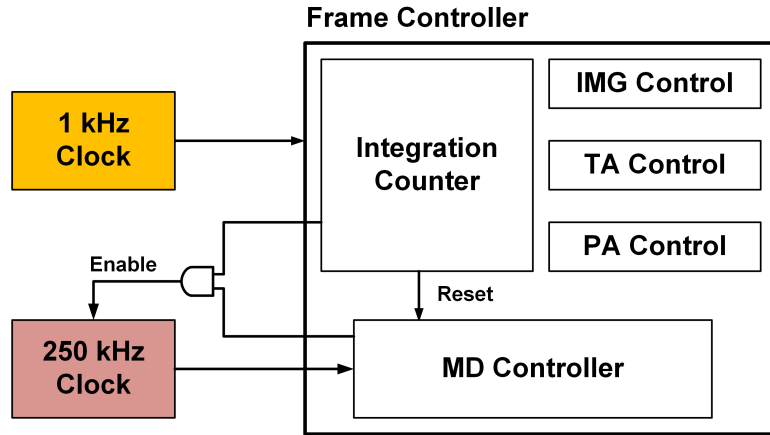 Frame Controller
1 kHz
Clock
Integration
Counter
IMG Control
TA Control
PA Control
Enable
Reset
250 kHz
Clock
MD Controller